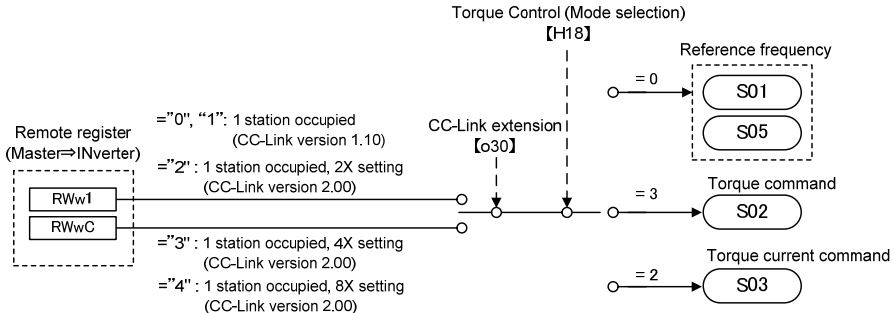 Torque Control (Mode selection)
【H18】
Reference frequency
= 0
S01
S05
="0", “1”: 1 station occupied
(CC-Link version 1.10)
Remote register
(Master⇒INverter)
CC-Link extension
【o30】
="2" : 1 station occupied, 2X setting
(CC-Link version 2.00)
RWw1
RWwC
Torque command
= 3
S02
="3" : 1 station occupied, 4X setting
(CC-Link version 2.00)
="4" : 1 station occupied, 8X setting
(CC-Link version 2.00)
Torque current command
= 2
S03